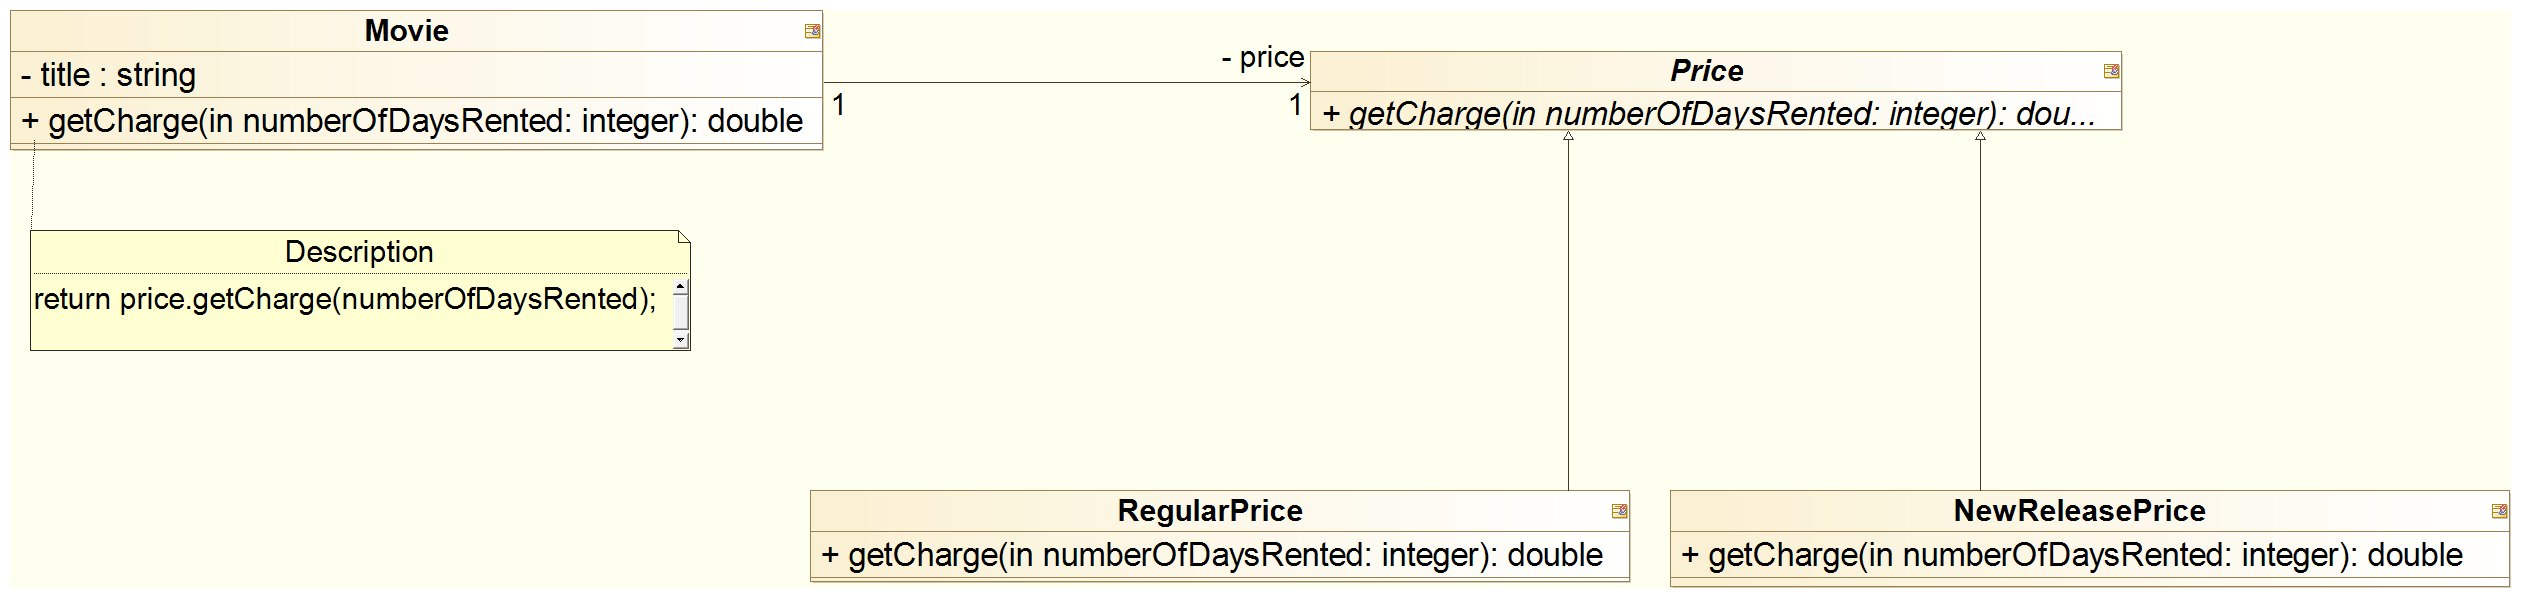 Movie
- title : string
+ getCharge(in numberOfDaysRented: integer): double
1
- price
1
Price
+ getCharge(in numberOfDaysRented: integer): dou...
Description
return price.getCharge(numberOfDaysRented);
RegularPrice
+ getCharge(in numberOfDaysRented: integer): double
NewReleasePrice
+ getCharge(in numberOfDaysRented: integer): double